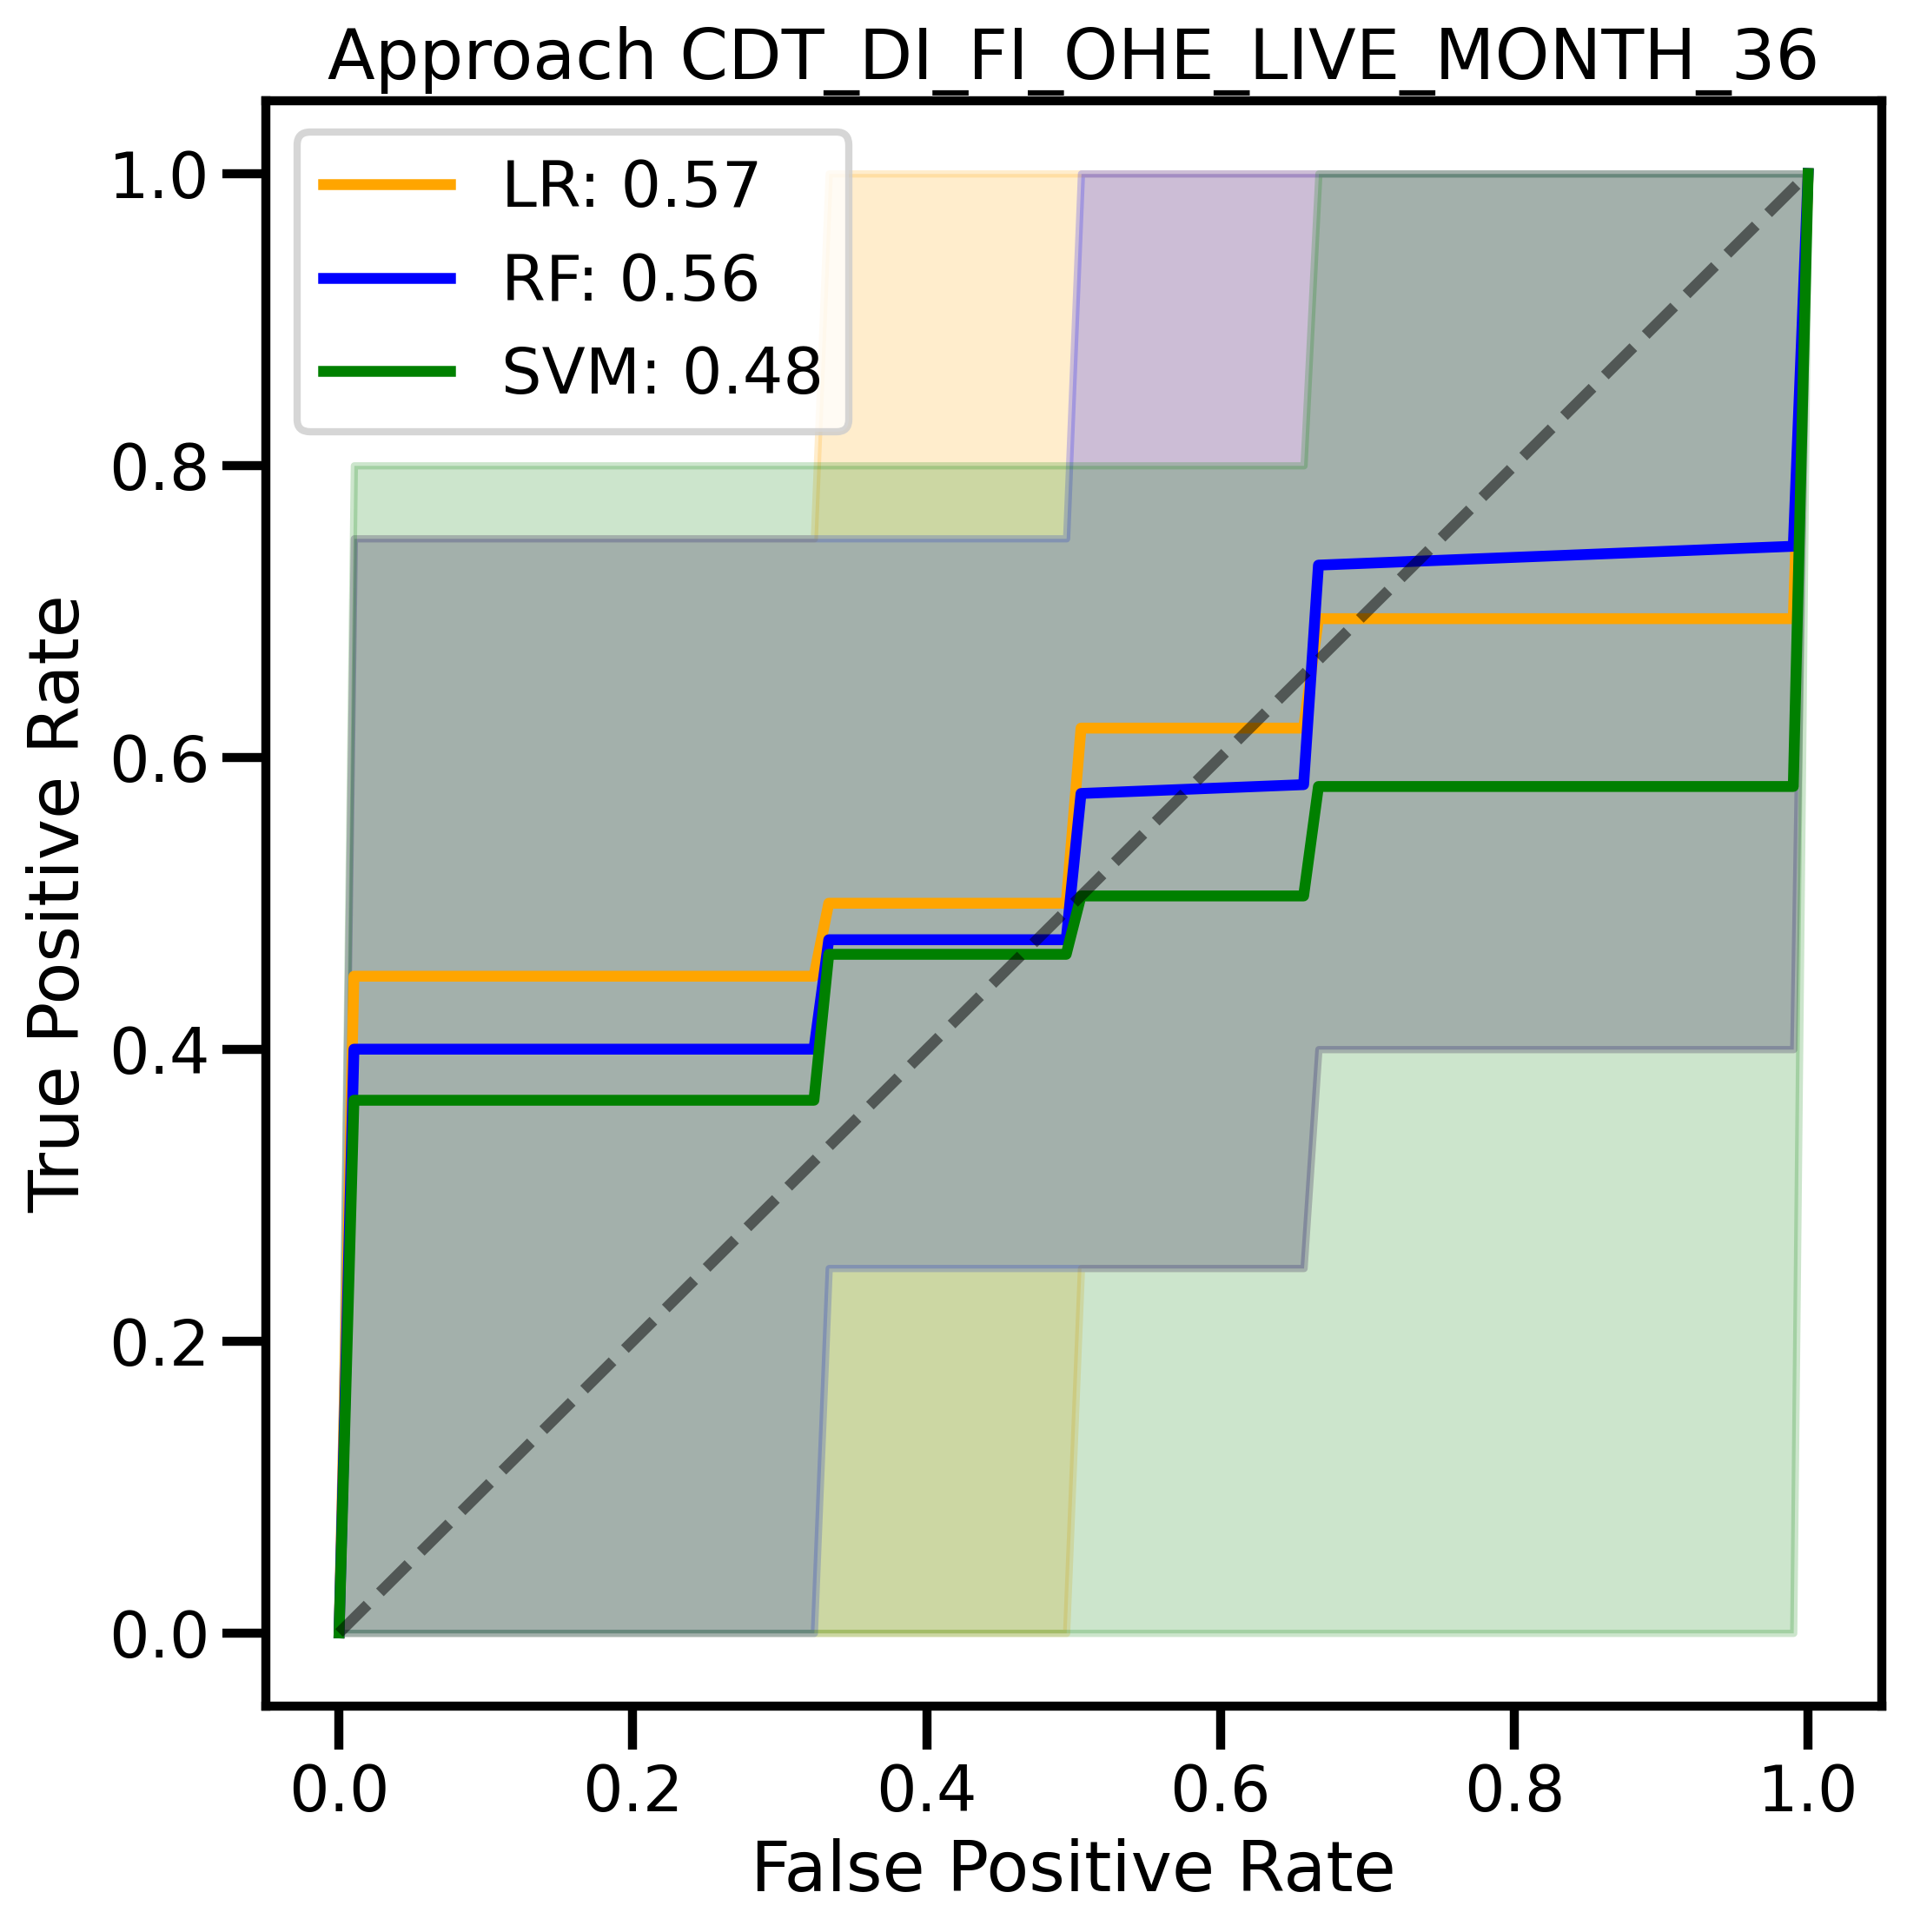 Approach CDT_DI_FI_OHE_LIVE_MONTH_36
LR: 0.57
RF: 0.56
SVM: 0.48
True Positive Rate
1.0
0.8
0.6
0.4
0.2
0.0
0.0 0.2 0.4 0.6 0.8 1.0
False Positive Rate